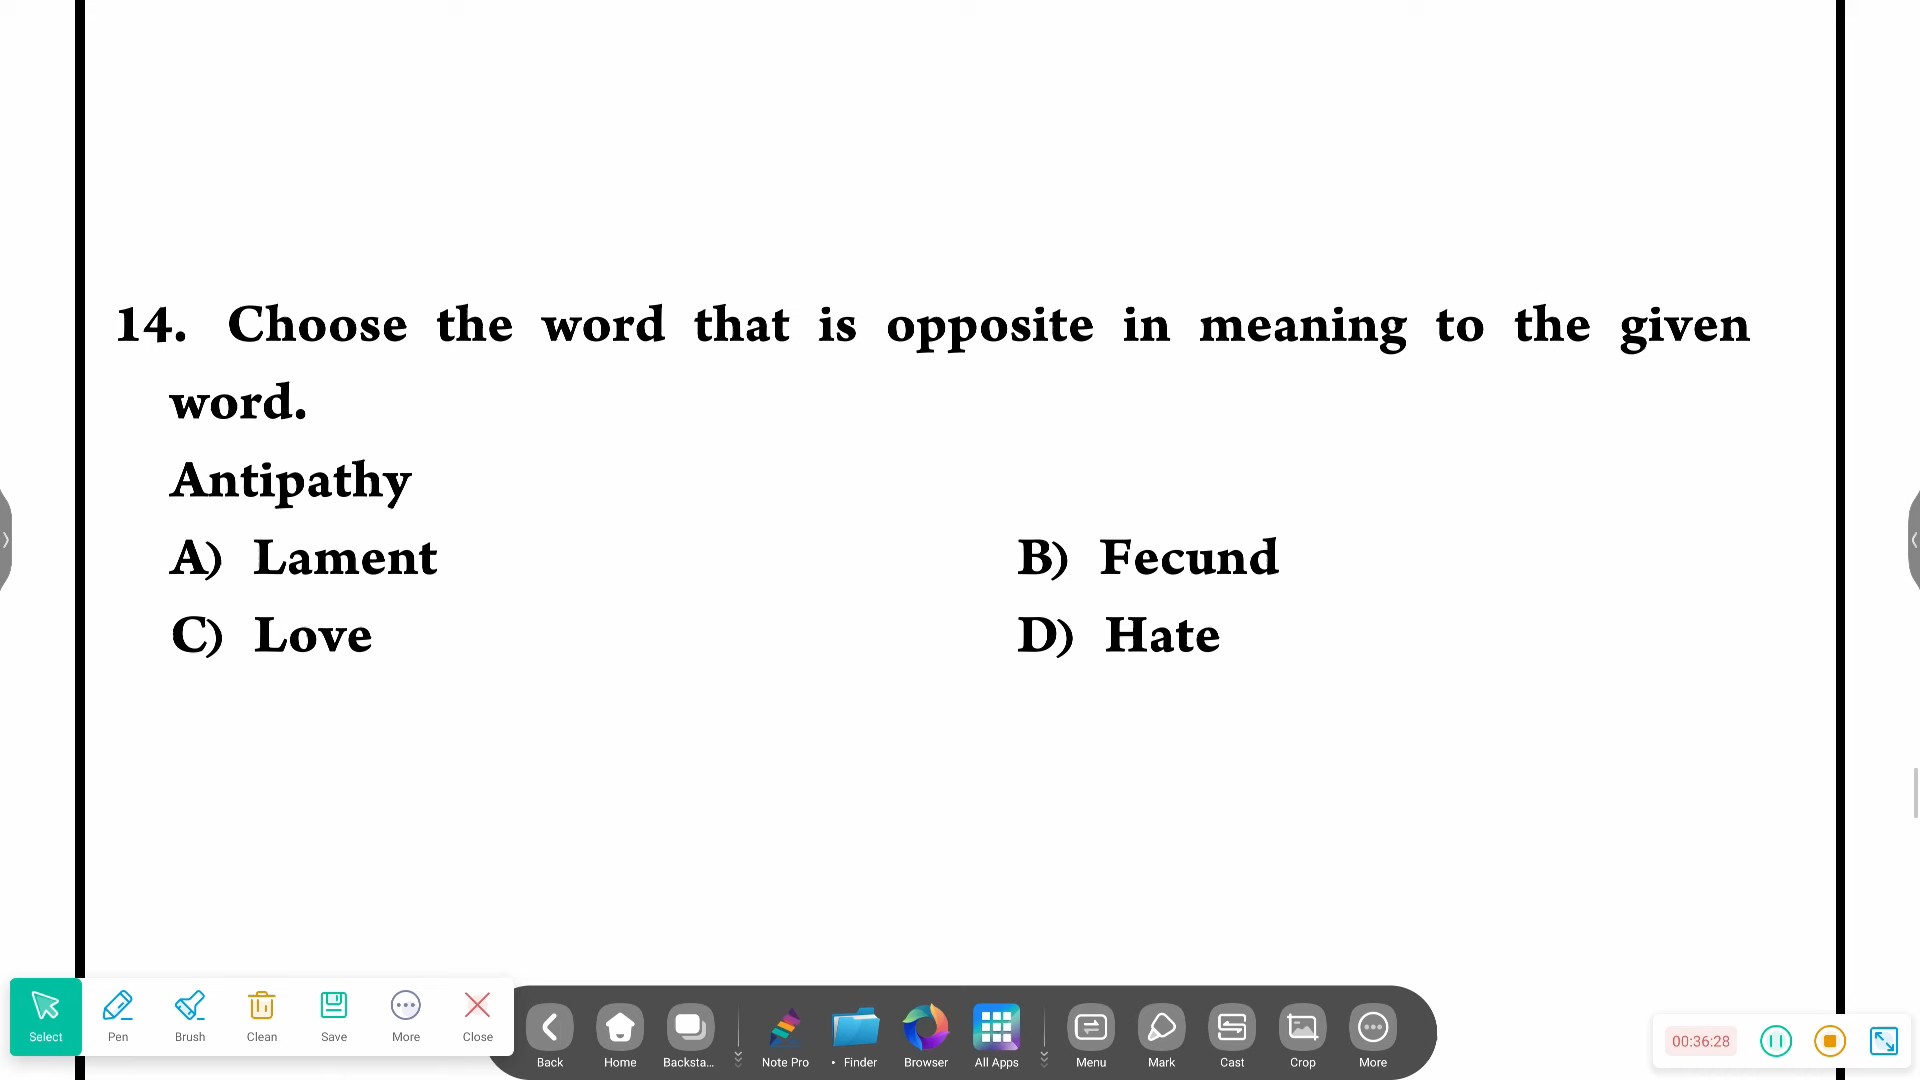 14. Choose the word that is opposite in meaning to the given
word.
Antipathy
A) Lament B) Fecund
C) Love D) Hate
Select Pen Brush Clean Save More Close
Back Home Backsta... Note Pro • Finder Browser All Apps Menu Mark Cast Crop More
00:36:28